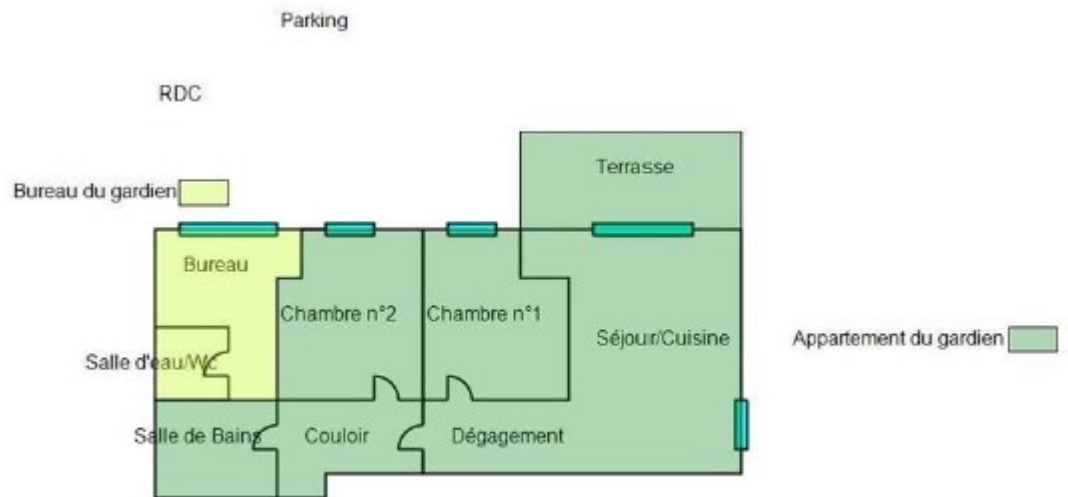 Parking
RDC
Terrasse
Bureau du gardien
Bureau
Chambre n°2
Chambre n°1
Séjour/Cuisine
Appartement du gardien
Salle d'eau/Wc
Salle de Bains
Couloir
Dégagement